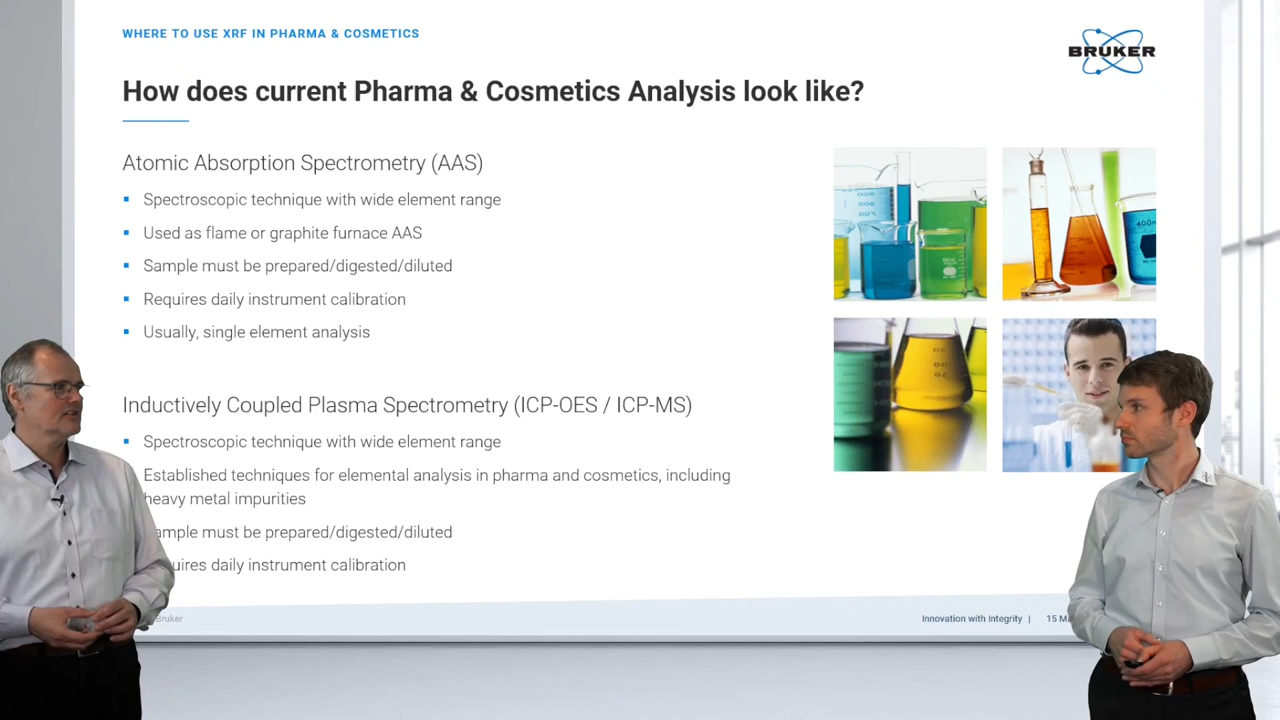 WHERE TO USE XRF IN PHARMA & COSMETICS
BRUKER
How does current Pharma & Cosmetics Analysis look like?
Atomic Absorption Spectrometry (AAS)
Spectroscopic technique with wide element range
Used as flame or graphite furnace AAS
Sample must be prepared/digested/diluted
Requires daily instrument calibration
Usually, single element analysis
Inductively Coupled Plasma Spectrometry (ICP-OES / ICP-MS)
Spectroscopic technique with wide element range
Established techniques for elemental analysis in pharma and cosmetics, including
heavy metal impurities
ample must be prepared/digested/diluted
uires daily instrument calibration
Bruker
Innovation with Integrity | 15